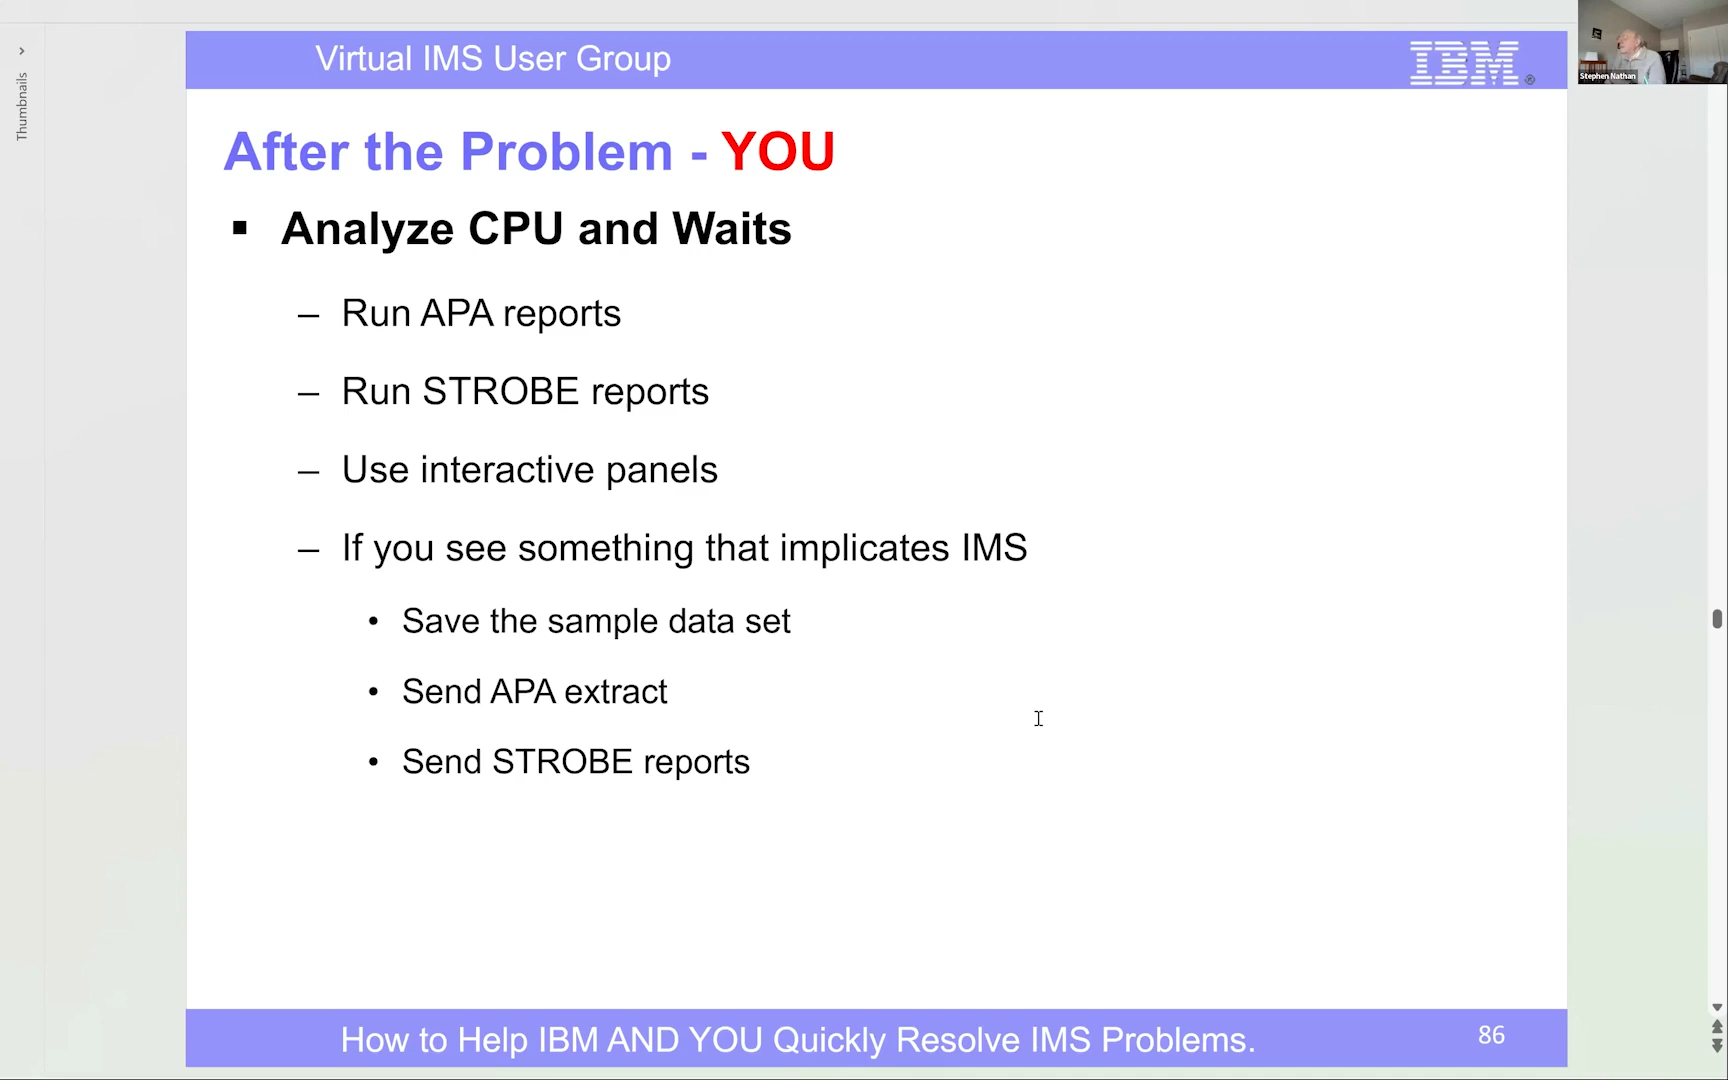 Thumbnails
Virtual IMS User Group
IBM®
Stephen Nathan
After the Problem - YOU
▪ Analyze CPU and Waits
– Run APA reports
– Run STROBE reports
– Use interactive panels
– If you see something that implicates IMS
• Save the sample data set
• Send APA extract
• Send STROBE reports
How to Help IBM AND YOU Quickly Resolve IMS Problems.
86